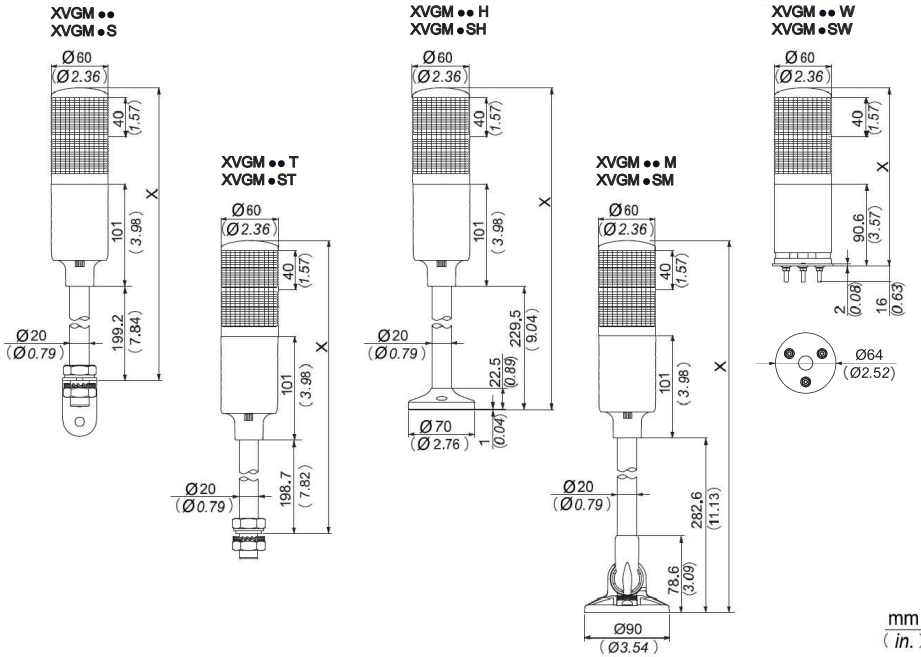 XVGM ●●
XVGM ●S
Ø60
(Ø2.36)
40
(1.57)
X
101
(3.98)
199.2
(7.84)
Ø20
(Ø0.79)
XVGM ●● T
XVGM ●ST
Ø60
(Ø2.36)
40
(1.57)
X
101
(3.98)
198.7
(7.82)
Ø20
(Ø0.79)
XVGM ●● H
XVGM ●SH
Ø60
(Ø2.36)
40
(1.57)
X
101
(3.98)
229.5
(9.04)
Ø20
(Ø0.79)
22.5
(0.89)
1
(0.04)
Ø70
(Ø2.76)
XVGM ●● M
XVGM ●SM
Ø60
(Ø2.36)
40
(1.57)
X
101
(3.98)
Ø20
(Ø0.79)
282.6
(11.13)
78.6
(3.09)
Ø90
(Ø3.54)
XVGM ●● W
XVGM ●SW
Ø60
(Ø2.36)
40
(1.57)
X
90.6
(3.57)
2
(0.08)
16
(0.63)
Ø64
(Ø2.52)
mm
(in.